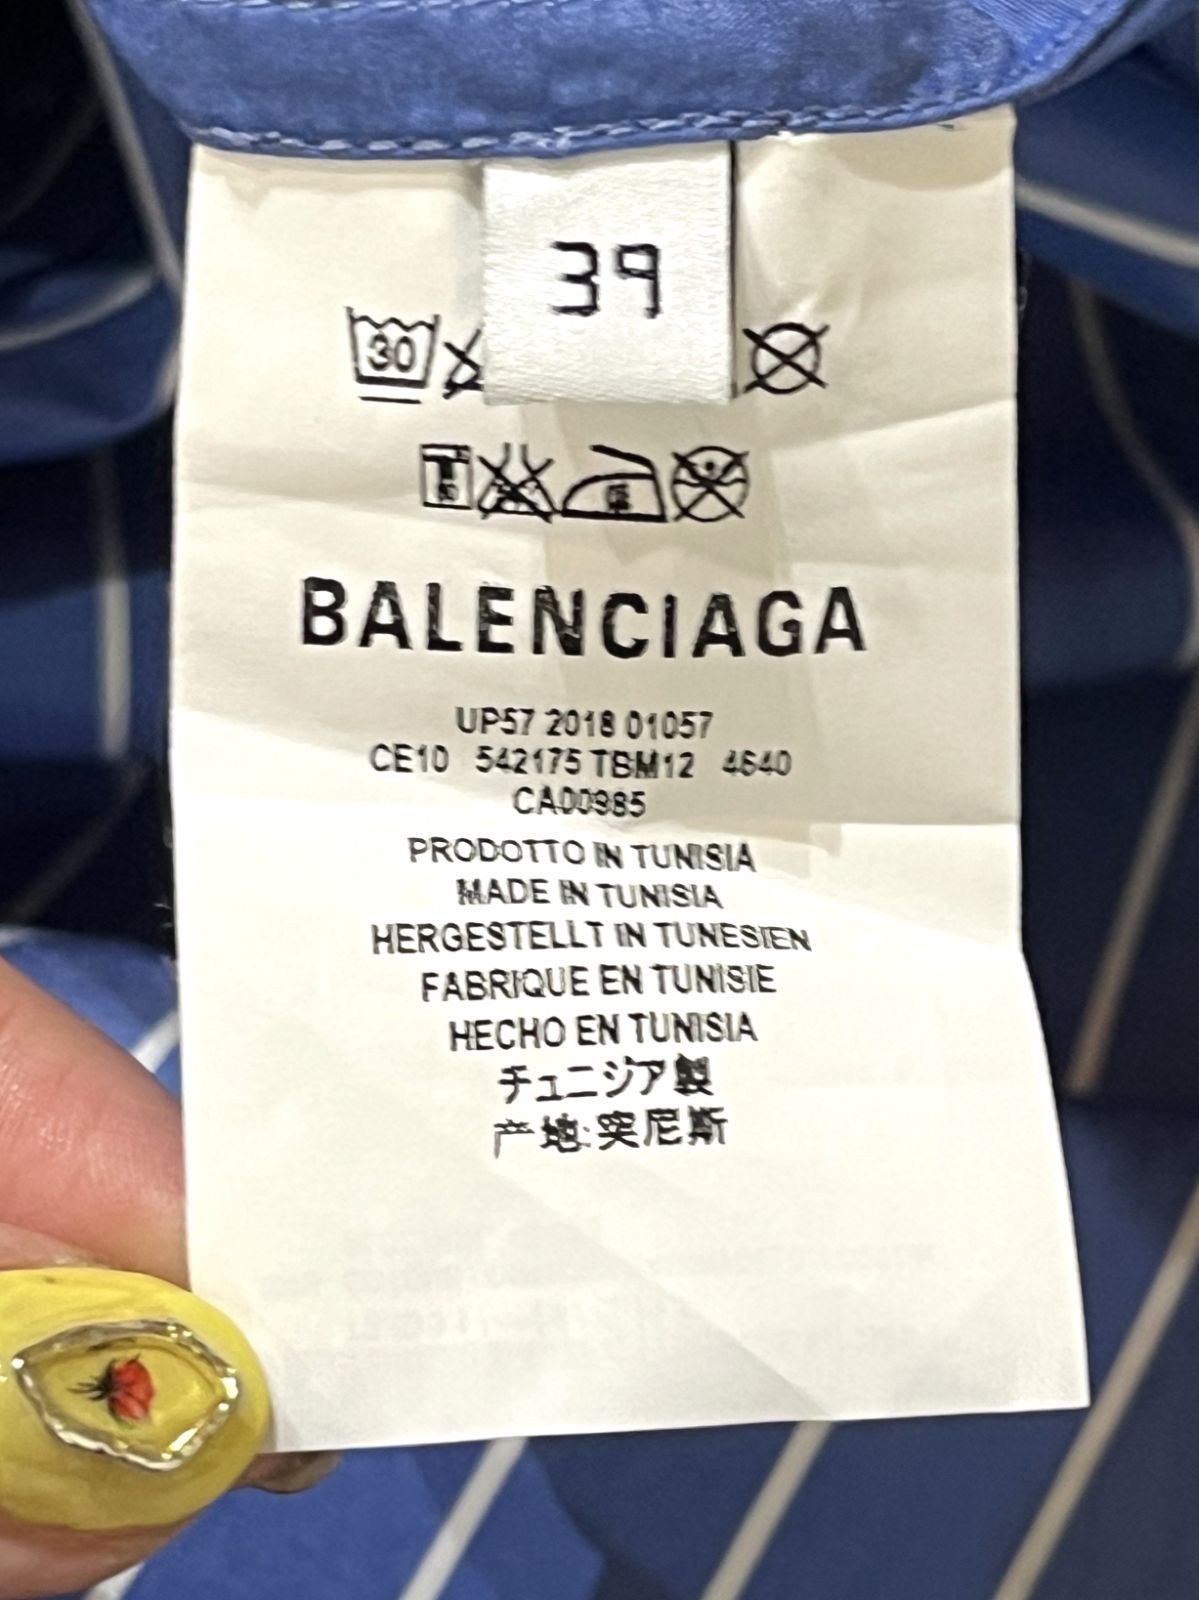 39
30
BALENCIAGA
UP57 2018 01057
CE10 542175 TBM12 4640
CA00985
PRODOTTO IN TUNISIA
MADE IN TUNISIA
HERGESTELLT IN TUNESIEN
FABRIQUE EN TUNISIE
HECHO EN TUNISIA
チュニジア製
产地:突尼斯